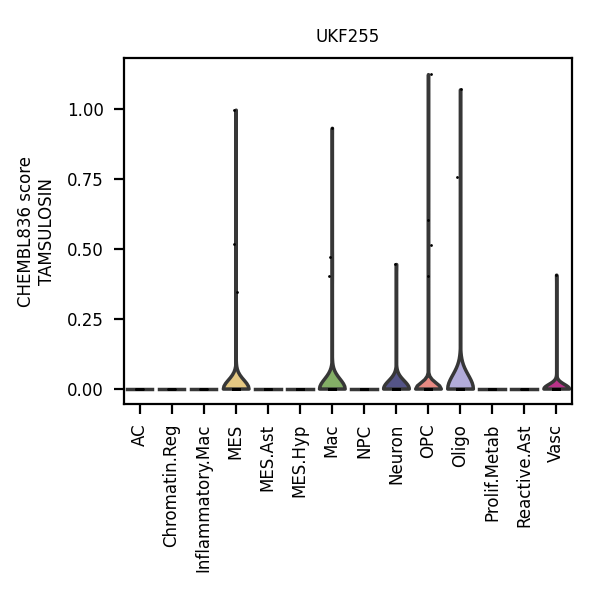 UKF255
CHEMBL836 score
TAMSULOSIN
1.00
0.75
0.50
0.25
0.00
AC
Chromatin.Reg
Inflammatory.Mac
MES
MES.Ast
MES.Hyp
Mac
NPC
Neuron
OPC
Oligo
Prolif.Metab
Reactive.Ast
Vasc